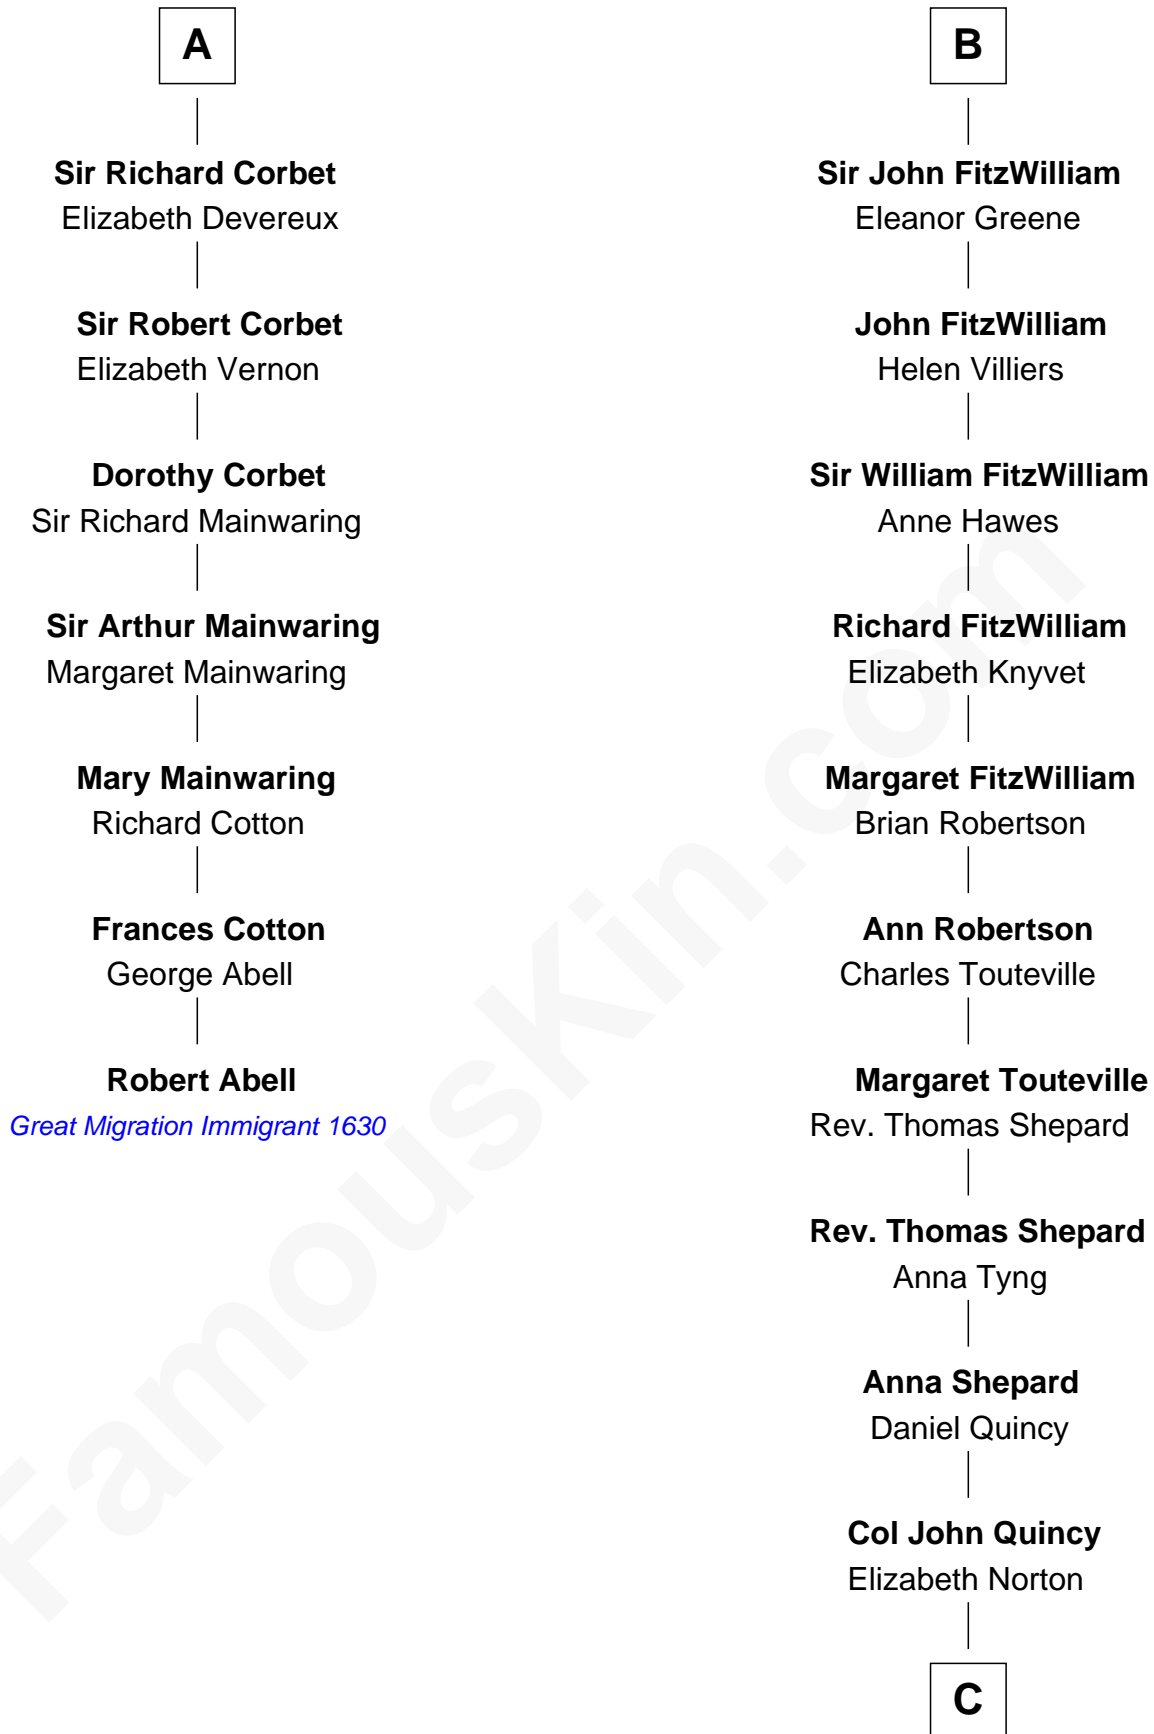 A
Sir Richard Corbet
Elizabeth Devereux
Sir Robert Corbet
Elizabeth Vernon
Dorothy Corbet
Sir Richard Mainwaring
Sir Arthur Mainwaring
Margaret Mainwaring
Mary Mainwaring
Richard Cotton
Frances Cotton
George Abell
Robert Abell
Great Migration Immigrant 1630
B
Sir John FitzWilliam
Eleanor Greene
John FitzWilliam
Helen Villiers
Sir William FitzWilliam
Anne Hawes
Richard FitzWilliam
Elizabeth Knyvet
Margaret FitzWilliam
Brian Robertson
Ann Robertson
Charles Touteville
Margaret Touteville
Rev. Thomas Shepard
Rev. Thomas Shepard
Anna Tyng
Anna Shepard
Daniel Quincy
Col John Quincy
Elizabeth Norton
C
FamousKin.com